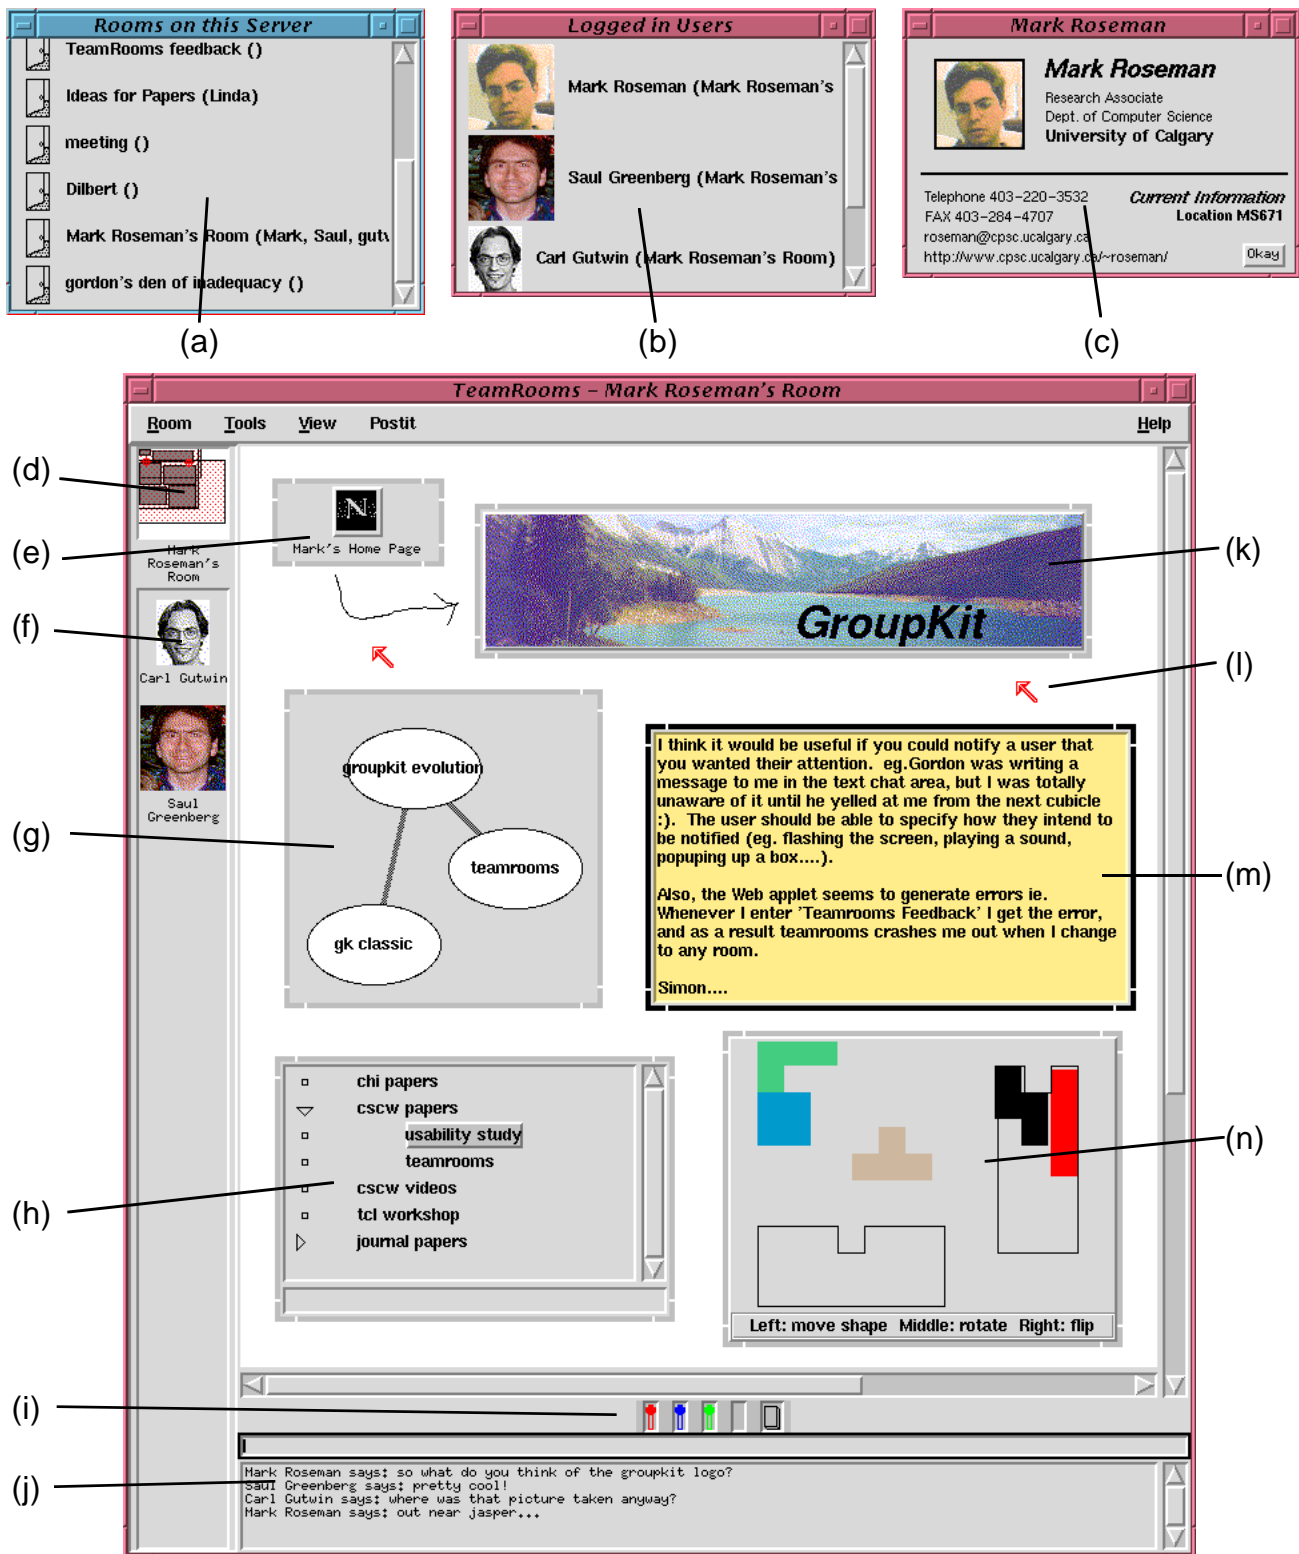 Rooms on this Server
TeamRooms feedback ()
Ideas for Papers (Linda)
meeting ()
Dilbert ()
Mark Roseman's Room (Mark, Saul, gutw
gordon's den of inadequacy ()
(a)
Logged in Users
Mark Roseman (Mark Roseman's
Saul Greenberg (Mark Roseman's
Carl Gutwin (Mark Roseman's Room)
(b)
Mark Roseman
Mark Roseman
Research Associate
Dept. of Computer Science
University of Calgary
Telephone 403-220-3532
FAX 403-284-4707
roseman@cpsc.ucalgary.ca
http://www.cpsc.ucalgary.ca/~roseman/
Current Information
Location MS671
Okay
(c)
TeamRooms - Mark Roseman's Room
Room Tools View Postit Help
(d)
(e)
Mark
Roseman's
Room
(f)
Carl Gutwin
Saul
Greenberg
N
Mark's Home Page
GroupKit
(k)
(l)
(g)
groupkit evolution
teamrooms
gk classic
I think it would be useful if you could notify a user that
you wanted their attention. eg.Gordon was writing a
message to me in the text chat area, but I was totally
unaware of it until he yelled at me from the next cubicle
:). The user should be able to specify how they intend to
be notified (eg. flashing the screen, playing a sound,
popuping up a box....).
Also, the Web applet seems to generate errors ie.
Whenever I enter 'Teamrooms Feedback' I get the error,
and as a result teamrooms crashes me out when I change
to any room.
Simon....
(m)
(h)
chi papers
cscw papers
usability study
teamrooms
cscw videos
tcl workshop
journal papers
Left: move shape Middle: rotate Right: flip
(n)
(i)
(j)
Mark Roseman says: so what do you think of the groupkit logo?
Saul Greenberg says: pretty cool!
Carl Gutwin says: where was that picture taken anyway?
Mark Roseman says: out near jasper...